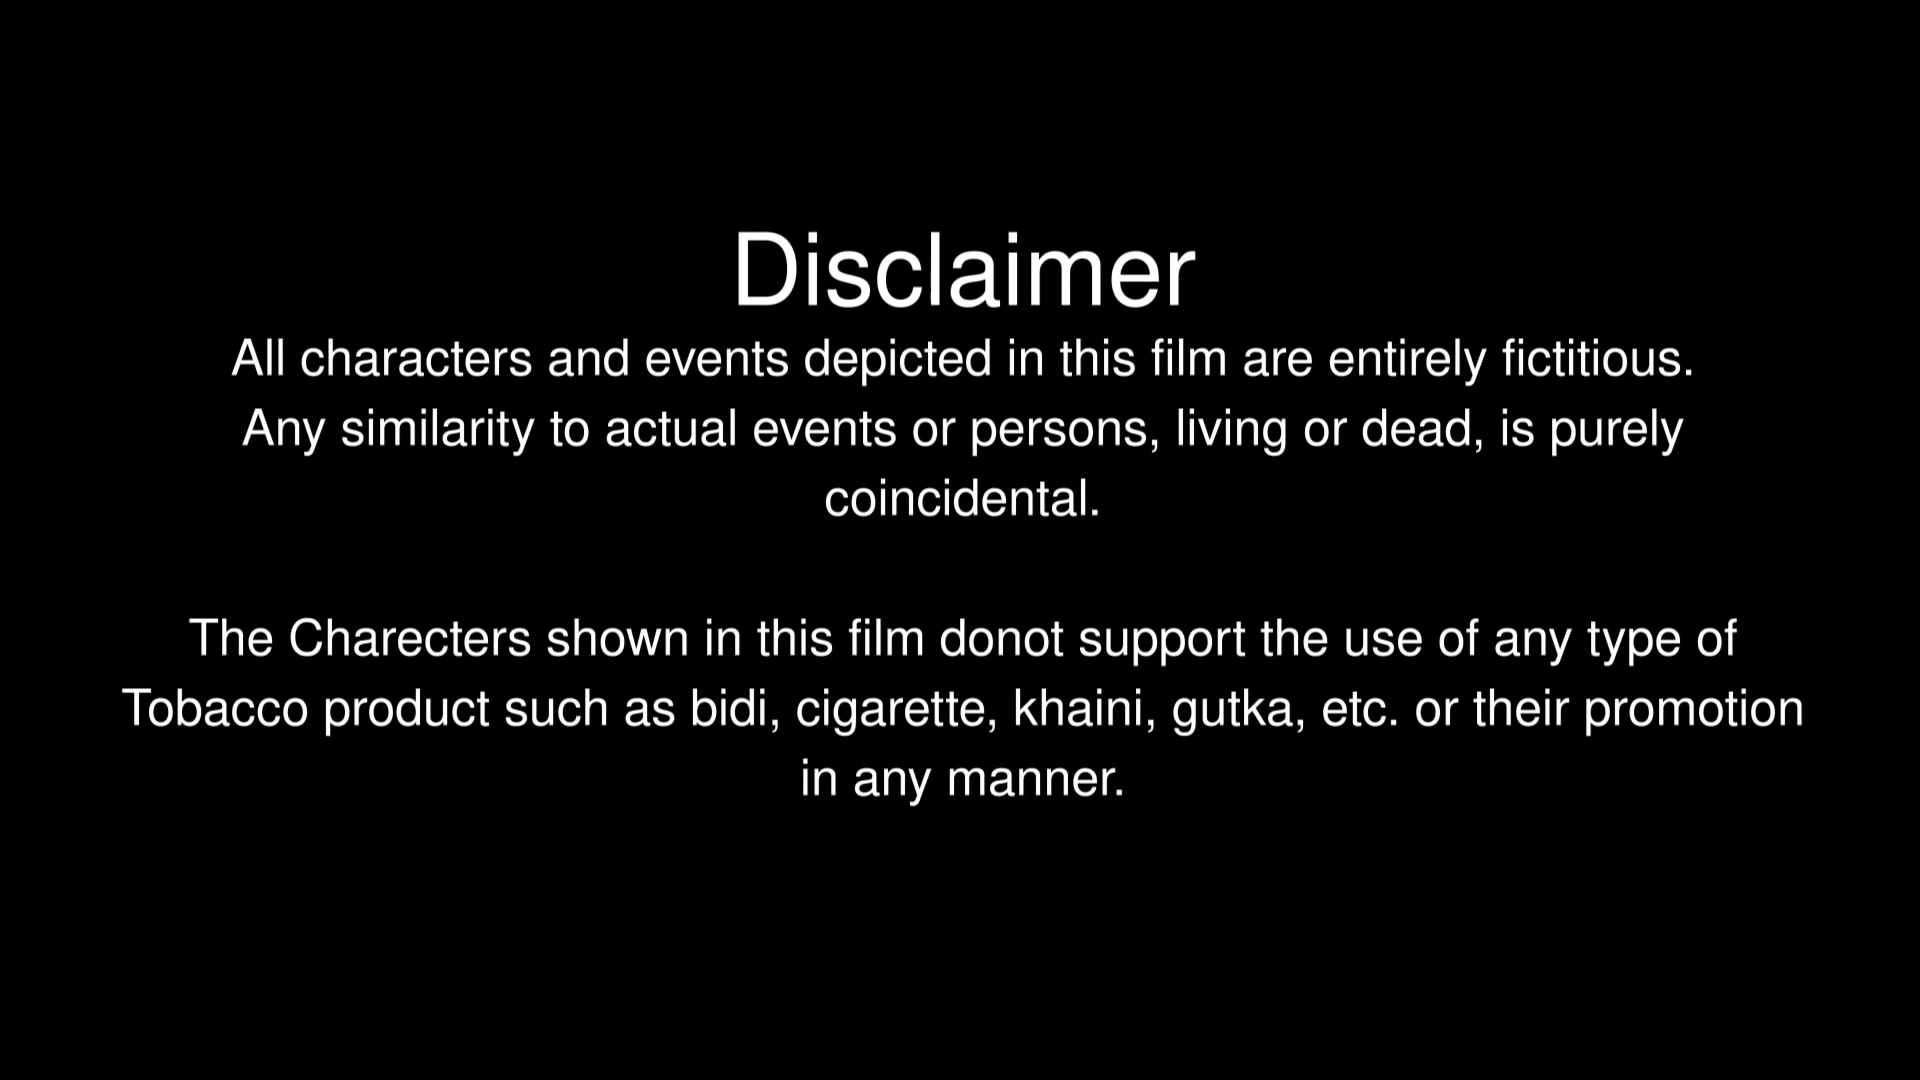 Disclaimer
All characters and events depicted in this film are entirely fictitious.
Any similarity to actual events or persons, living or dead, is purely
coincidental.
The Charecters shown in this film donot support the use of any type of
Tobacco product such as bidi, cigarette, khaini, gutka, etc. or their promotion
in any manner.